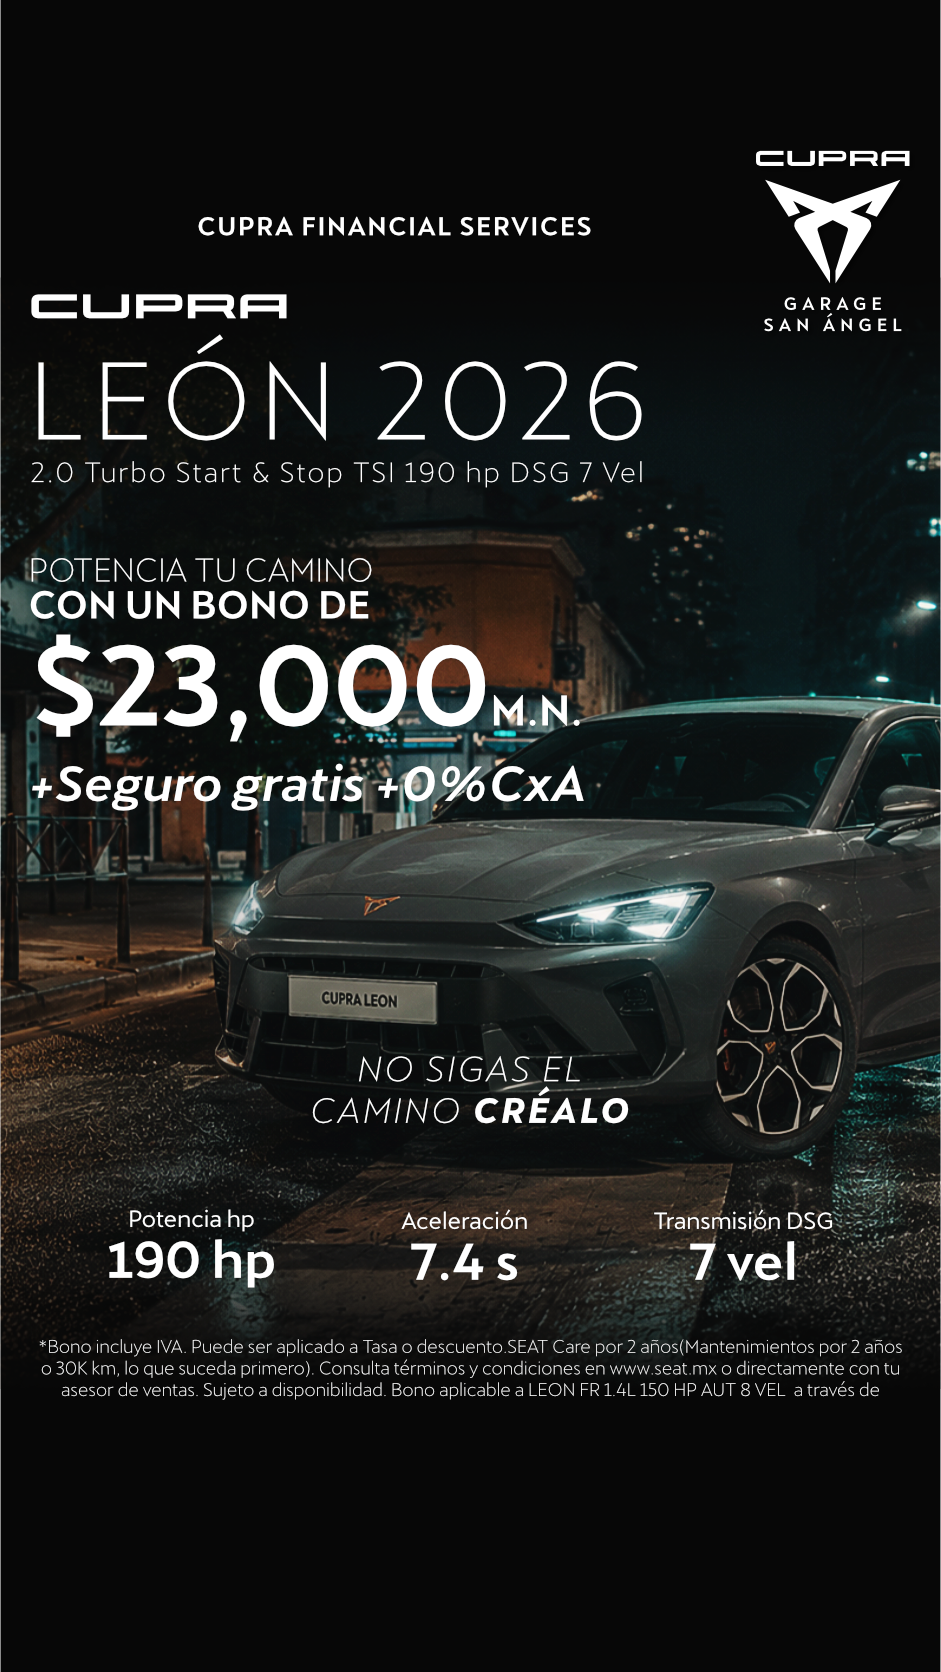 CUPRA
CUPRA FINANCIAL SERVICES
GARAGE
SAN ÁNGEL
CUPRA
LEÓN 2026
2.0 Turbo Start & Stop TSI 190 hp DSG 7 Vel
POTENCIA TU CAMINO
CON UN BONO DE
$23,000 M.N.
+Seguro gratis +0%CxA
CUPRA LEON
NO SIGAS EL
CAMINO CRÉALO
Potencia hp
190 hp
Aceleración
7.4 s
Transmisión DSG
7 vel
*Bono incluye IVA. Puede ser aplicado a Tasa o descuento.SEAT Care por 2 años(Mantenimientos por 2 años
o 30K km, lo que suceda primero). Consulta términos y condiciones en www.seat.mx o directamente con tu
asesor de ventas. Sujeto a disponibilidad. Bono aplicable a LEON FR 1.4L 150 HP AUT 8 VEL a través de